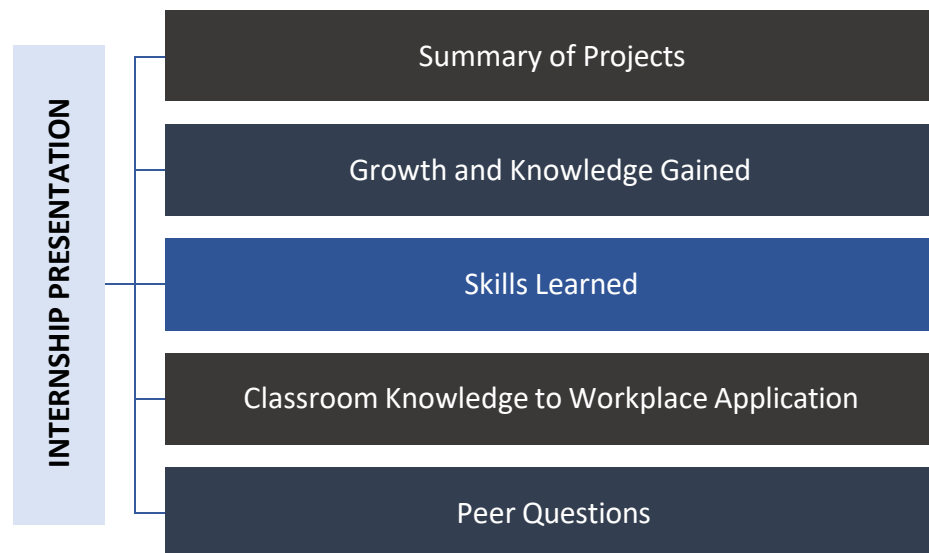 INTERNSHIP PRESENTATION
Summary of Projects
Growth and Knowledge Gained
Skills Learned
Classroom Knowledge to Workplace Application
Peer Questions